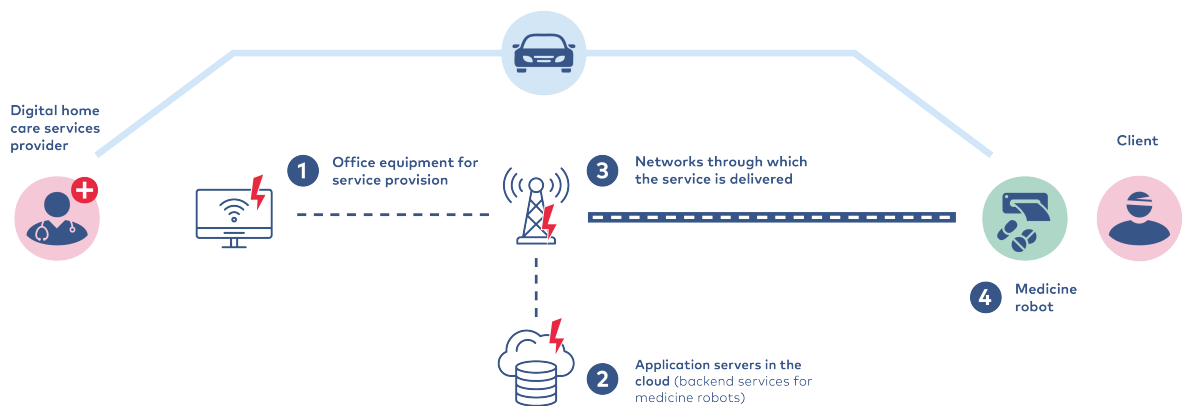 Digital home
care services
provider
1
Office equipment for
service provision
3
Networks through which
the service is delivered
Client
4
Medicine
robot
2
Application servers in the
cloud (backend services for
medicine robots)